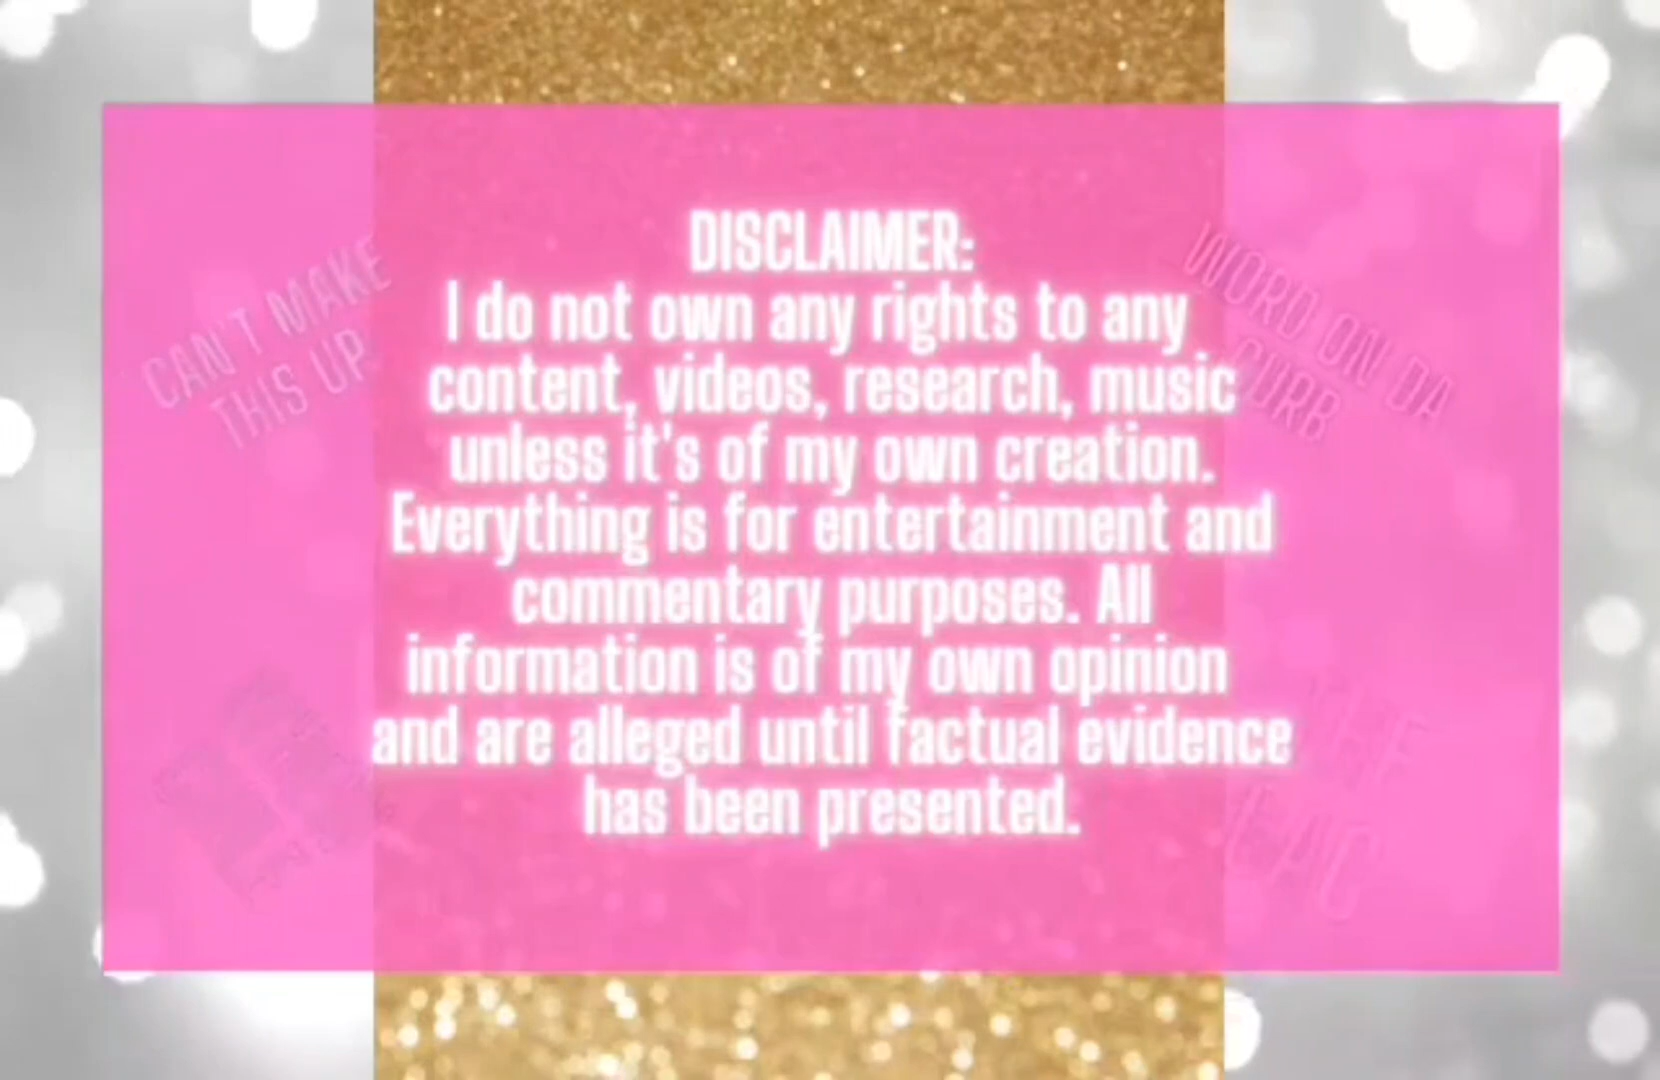 DISCLAIMER:
I do not own any rights to any
content, videos, research, music
unless it's of my own creation.
Everything is for entertainment and
commentary purposes. All
information is of my own opinion
and are alleged until factual evidence
has been presented.
CAN'T MAKE
THIS UP
WORD ON DA
CURB
THE